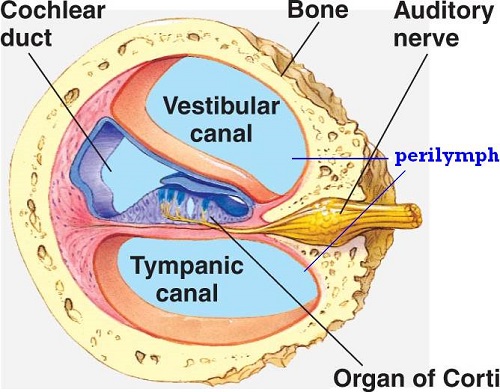 Cochlear
duct
Bone
Auditory
nerve
Vestibular
canal
perilymph
Tympanic
canal
Organ of Corti